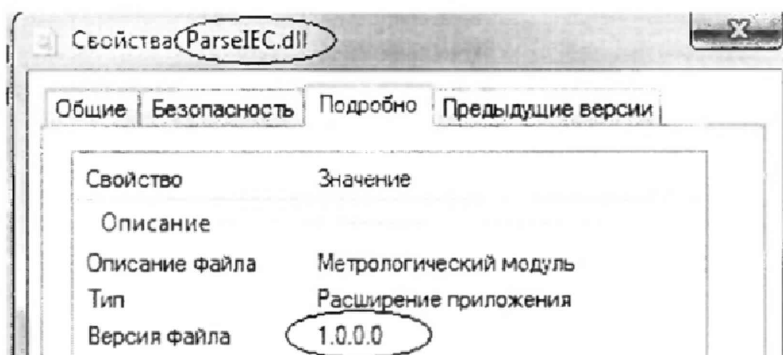 Свойства ParseIEC.dll
Общие Безопасность Подробно Предыдущие версии
Свойство Значение
Описание
Описание файла Метрологический модуль
Тип Расширение приложения
Версия файла 1.0.0.0